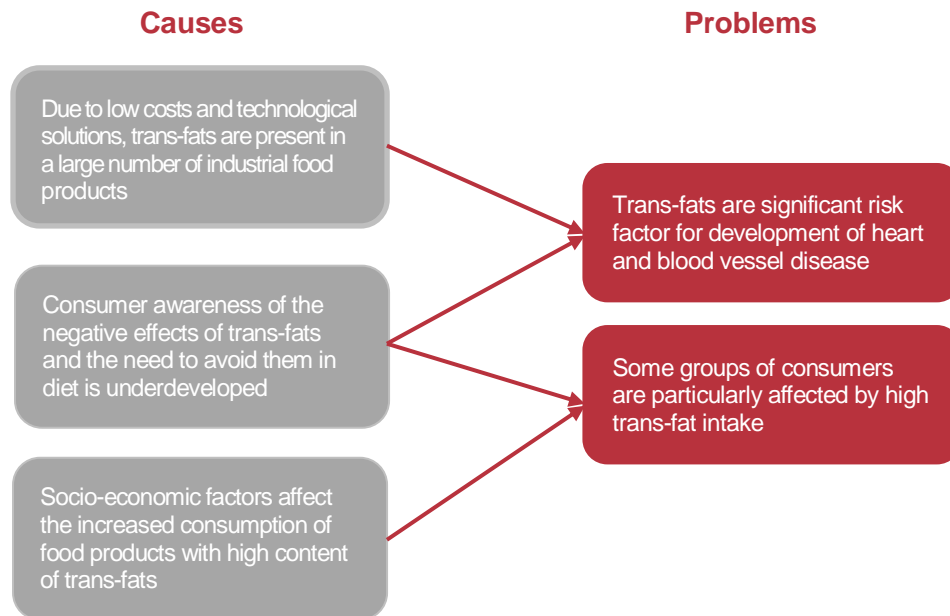 Causes
Problems
Due to low costs and technological
solutions, trans-fats are present in
a large number of industrial food
products
Trans-fats are significant risk
factor for development of heart
and blood vessel disease
Consumer awareness of the
negative effects of trans-fats
and the need to avoid them in
diet is underdeveloped
Some groups of consumers
are particularly affected by high
trans-fat intake
Socio-economic factors affect
the increased consumption of
food products with high content
of trans-fats